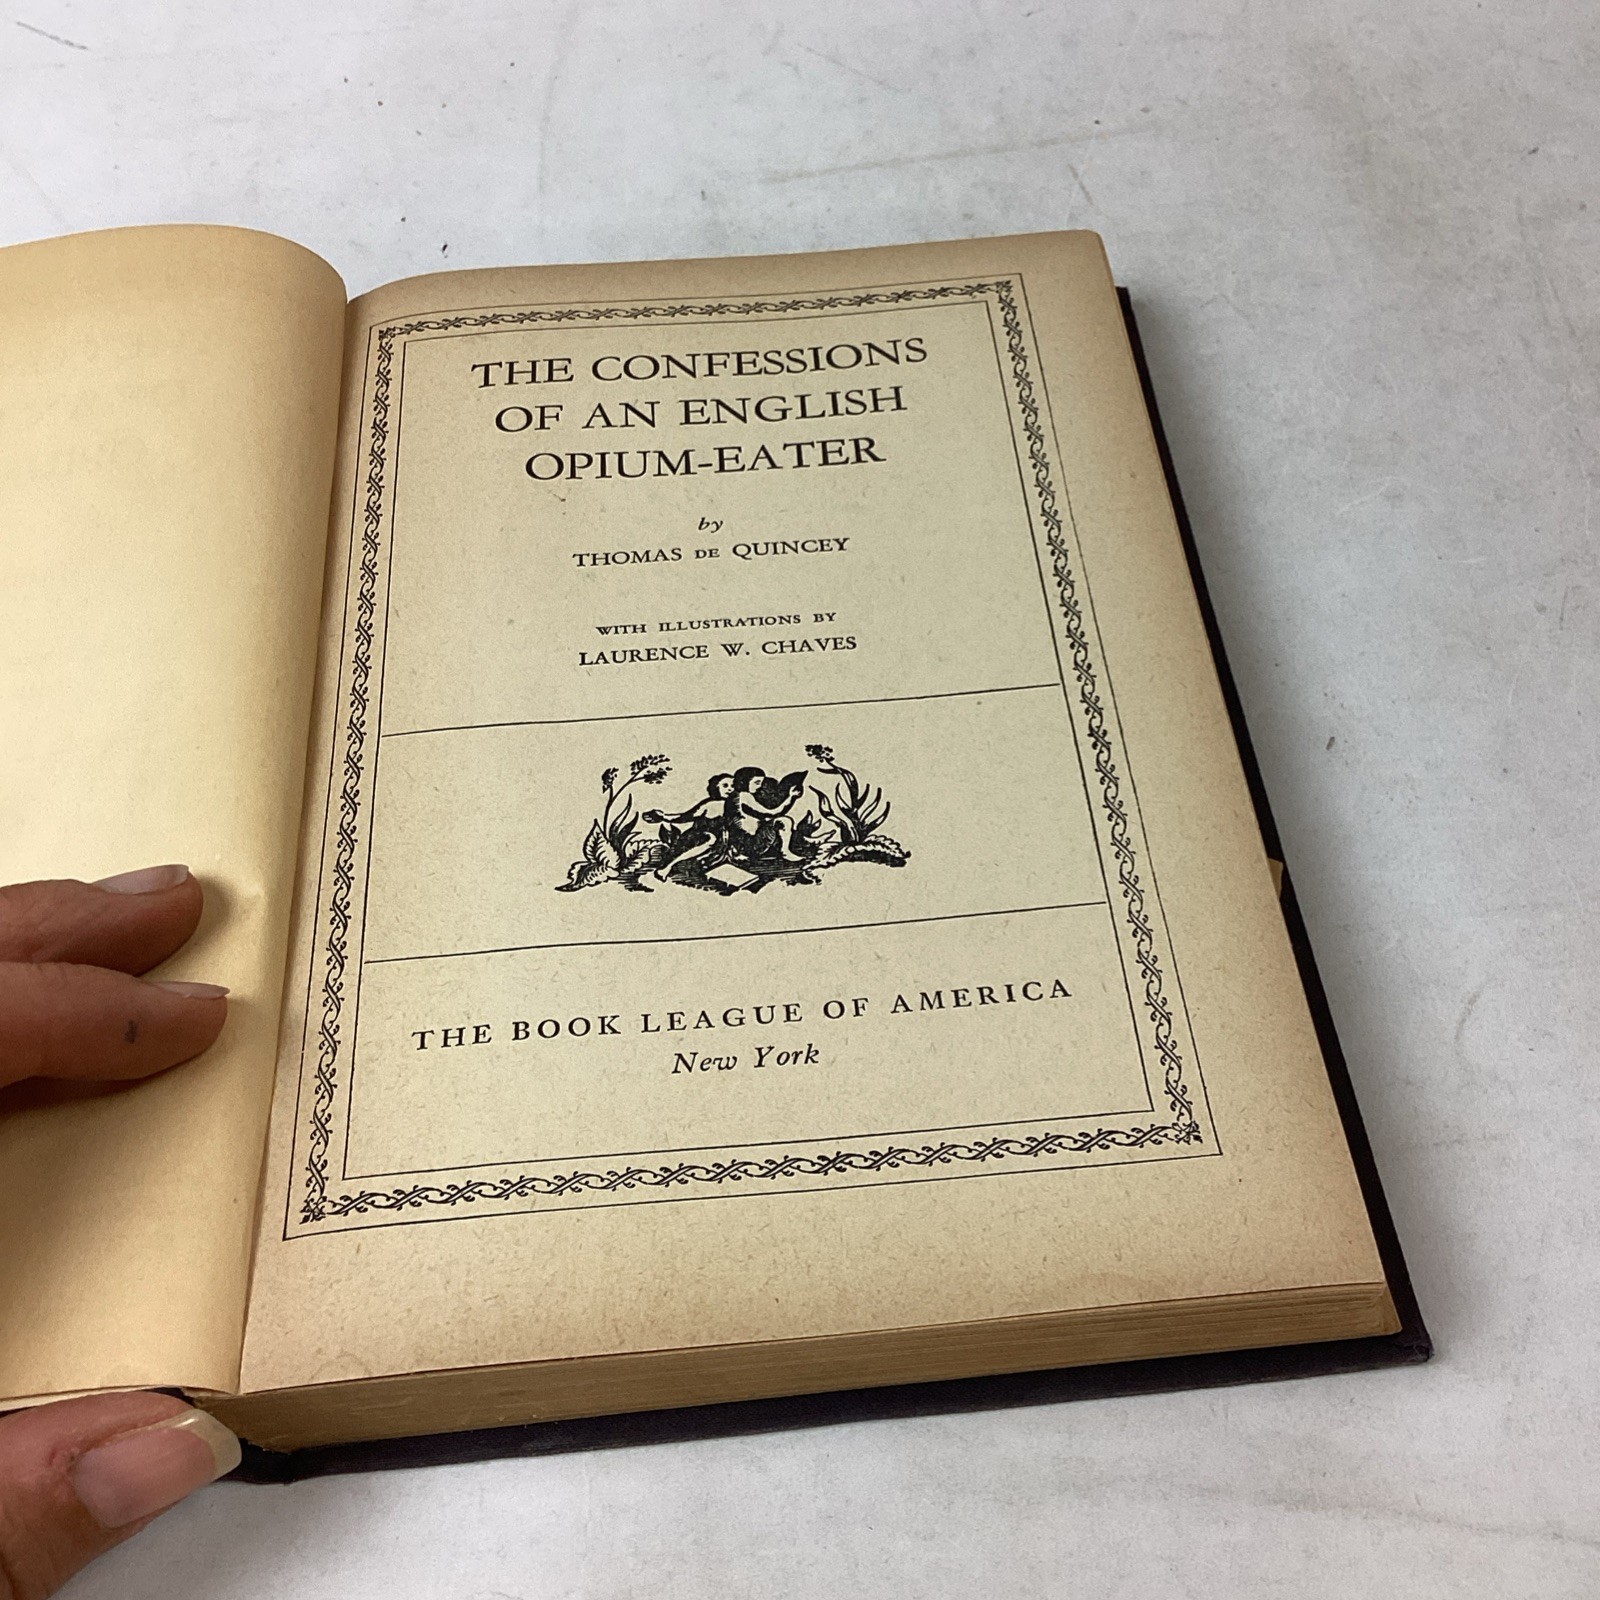 THE CONFESSIONS
OF AN ENGLISH
OPIUM-EATER
by
THOMAS DE QUINCEY
WITH ILLUSTRATIONS BY
LAURENCE W. CHAVES
THE BOOK LEAGUE OF AMERICA
New York